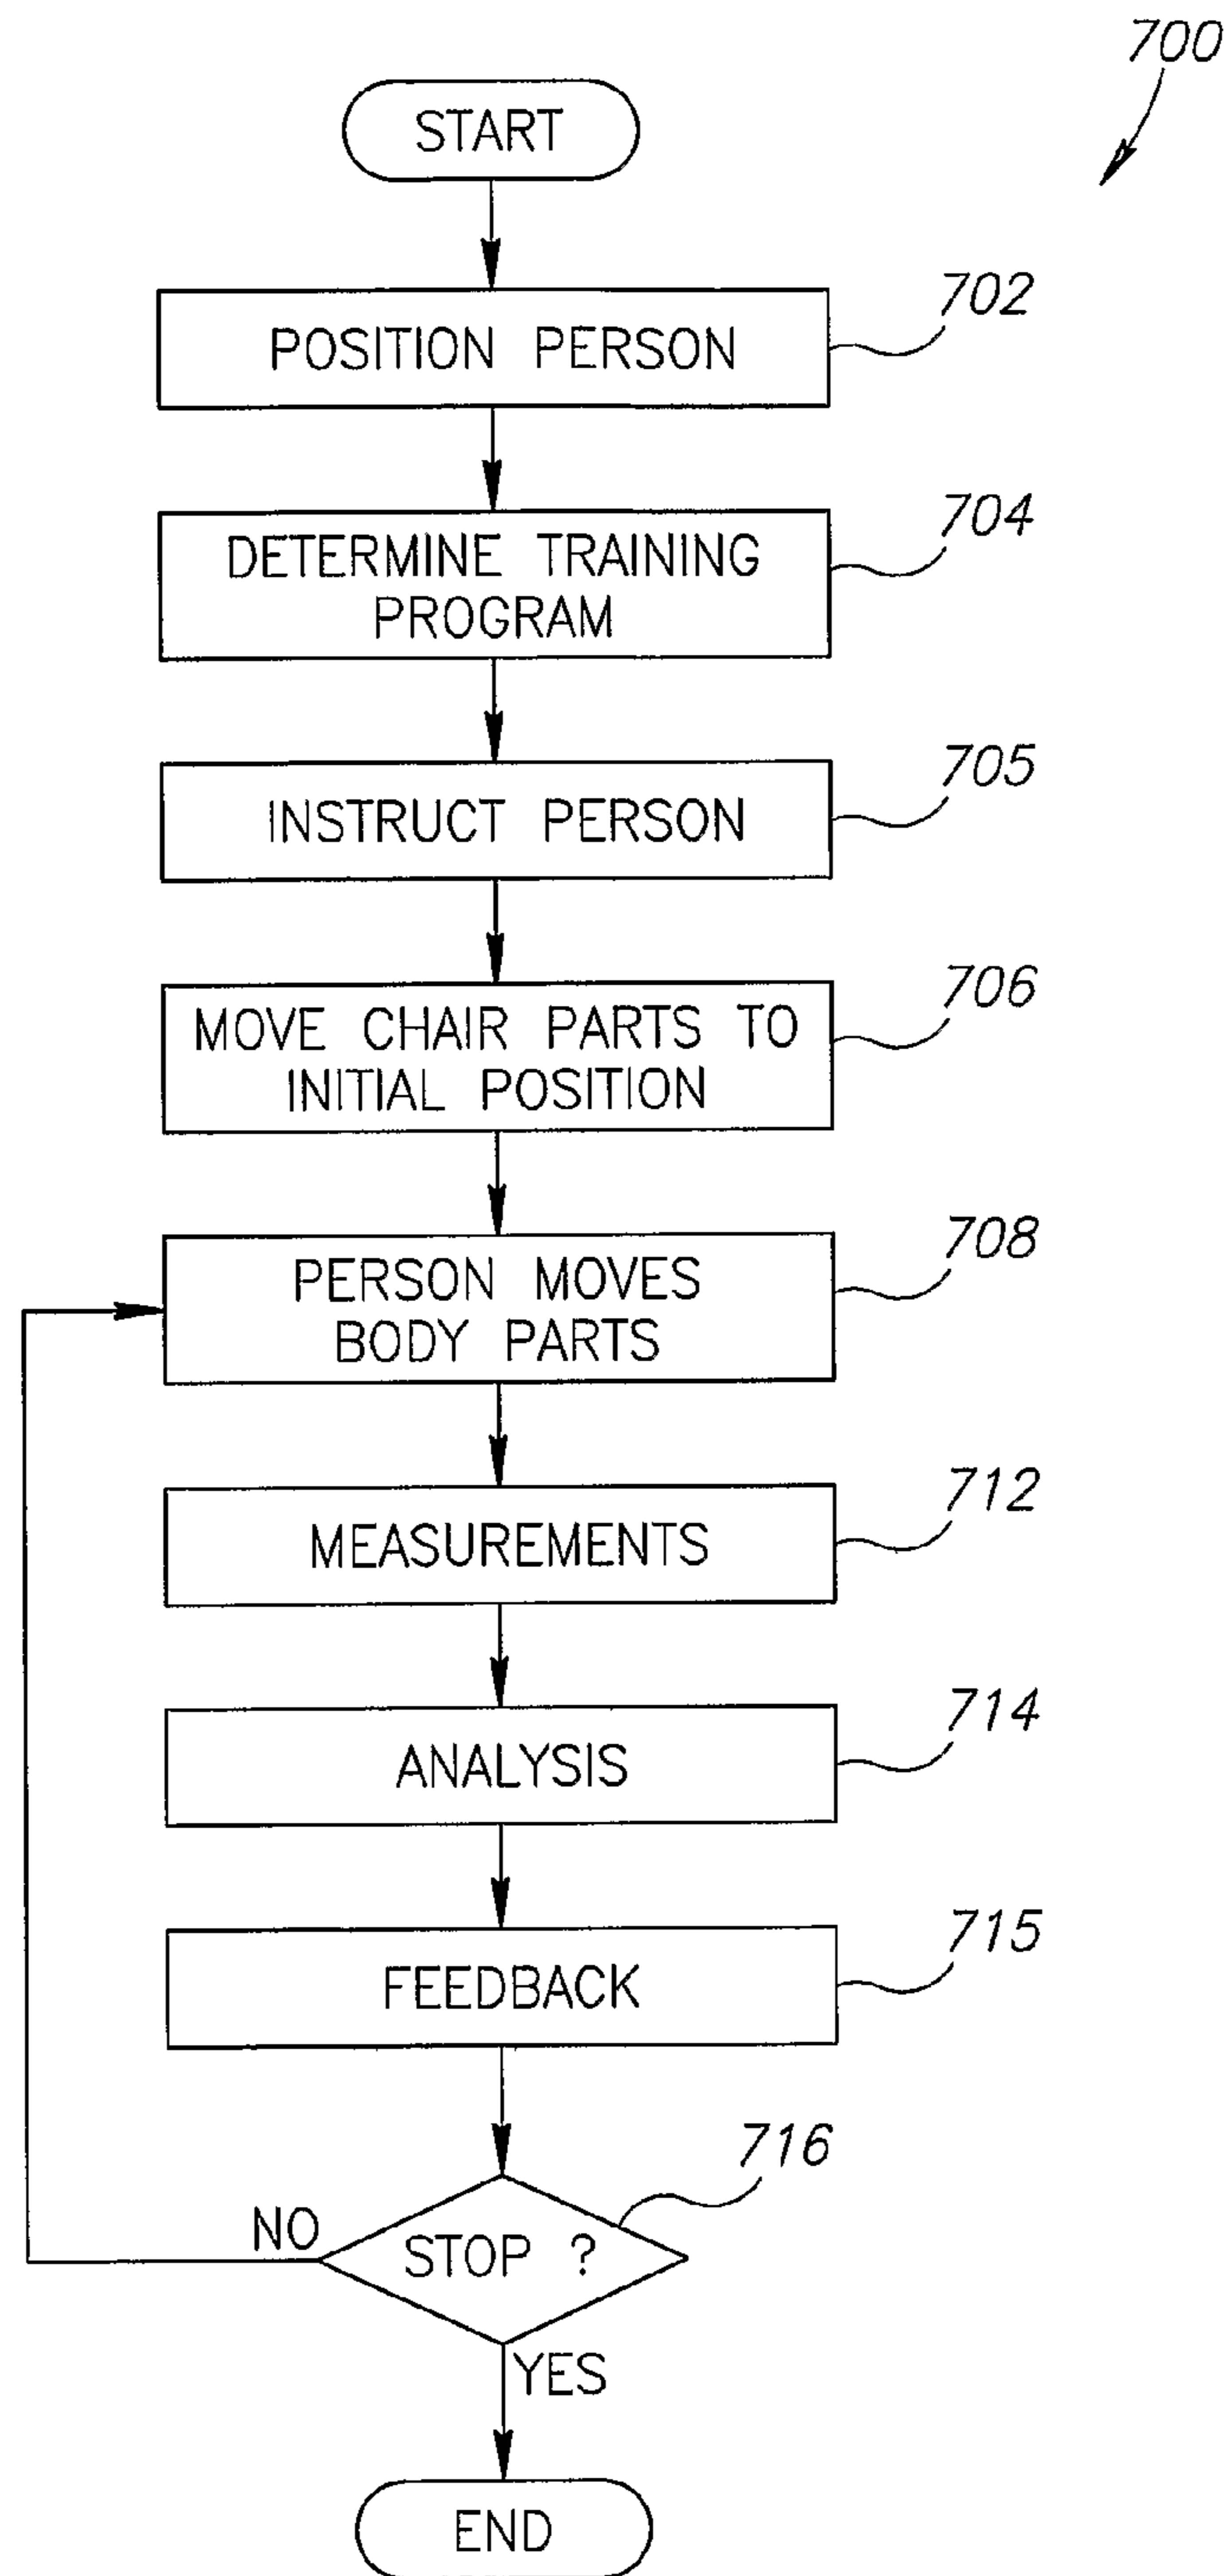 700
START
POSITION PERSON
702
DETERMINE TRAINING
PROGRAM
704
INSTRUCT PERSON
705
MOVE CHAIR PARTS TO
INITIAL POSITION
706
PERSON MOVES
BODY PARTS
708
MEASUREMENTS
712
ANALYSIS
714
FEEDBACK
715
716
NO
STOP ?
YES
END